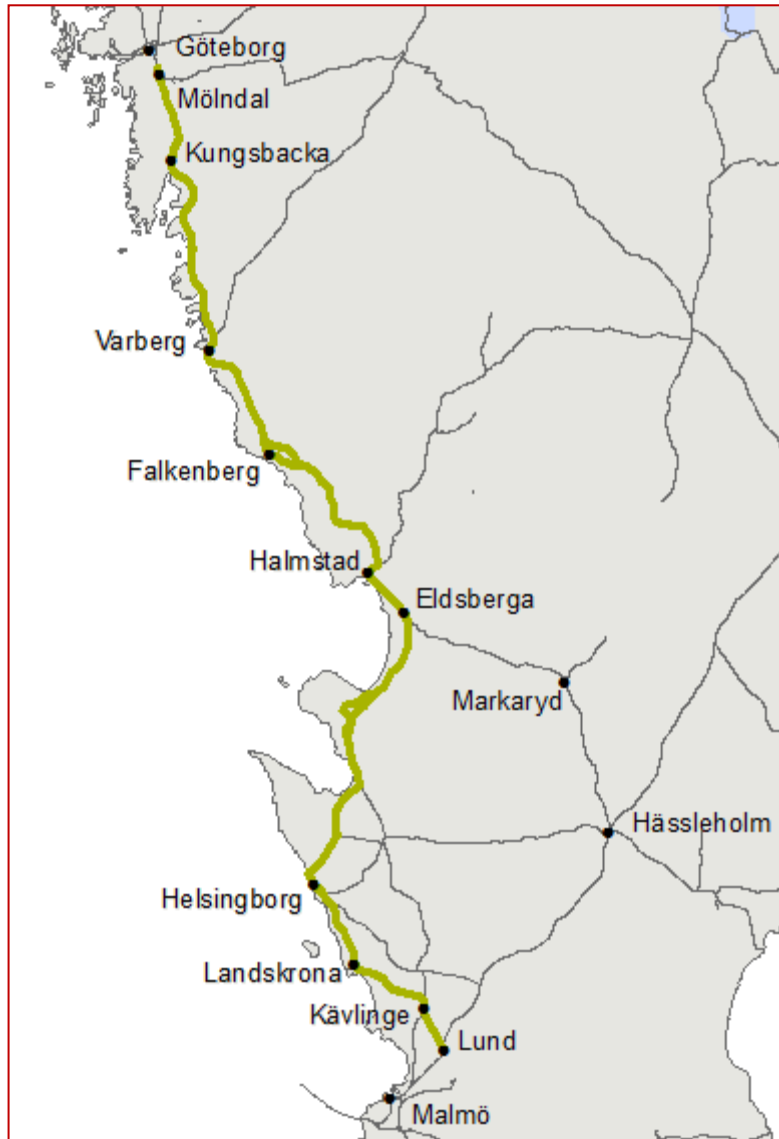 Göteborg
Mölndal
Kungsbacka
Varberg
Falkenberg
Halmstad
Eldsberga
Markaryd
Hässleholm
Helsingborg
Landskrona
Kävlinge
Lund
Malmö